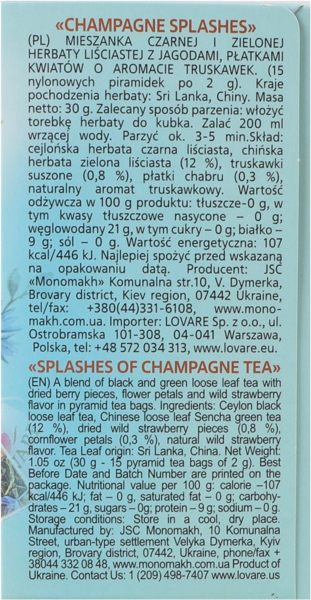 «CHAMPAGNE SPLASHES»
(PL) MIESZANKA CZARNEJ I ZIELONEJ
HERBATY LIŚCIASTEJ Z JAGODAMI, PŁATKAMI
KWIATÓW O AROMACIE TRUSKAWEK. (15
nylonowych piramidek po 2 g). Kraje
pochodzenia herbaty: Sri Lanka, Chiny. Masa
netto: 30 g. Zalecany sposób parzenia: włożyć
torebkę herbaty do kubka. Zalać 200 ml
wrzącej wody. Parzyć ok. 3-5 min.Skład:
cejlońska herbata czarna liściasta, chińska
herbata zielona liściasta (12 %), truskawki
suszone (0,8 %), płatki chabru (0,3 %),
naturalny aromat truskawkowy. Wartość
odżywcza w 100 g produktu: tłuszcze-0 g, w
tym kwasy tłuszczowe nasycone – 0 g;
węglowodany 21 g, w tym cukry – 0 g; białko –
9 g; sól – 0 g. Wartość energetyczna: 107
kcal/446 kJ. Najlepiej spożyć przed wskazaną
na opakowaniu datą. Producent: JSC
«Monomakh» Komunalna str.10, V. Dymerka,
Brovary district, Kiev region, 07442 Ukraine,
tel/fax: +380(44)331-6108, www.mono-
makh.com.ua. Importer: LOVARE Sp. z o.o., ul.
Ostrobramska 101-308, 04-041 Warszawa,
Polska, tel: +48 572 034 313, www.lovare.eu.
«SPLASHES OF CHAMPAGNE TEA»
(EN) A blend of black and green loose leaf tea with
dried berry pieces, flower petals and wild strawberry
flavor in pyramid tea bags. Ingredients: Ceylon black
loose leaf tea, Chinese loose leaf Sencha green tea
(12 %), dried wild strawberry pieces (0,8 %),
cornflower petals (0,3 %), natural wild strawberry
flavor. Tea Leaf origin: Sri Lanka, China. Net Weight:
1.05 oz (30 g - 15 pyramid tea bags of 2 g). Best
Before Date and Batch Number are printed on the
package. Nutritional value per 100 g: calorie –107
kcal/446 kJ; fat – 0 g, saturated fat – 0 g; carbohy-
drates – 21 g, sugars – 0g; protein – 9 g; sodium – 0 g.
Storage conditions: Store in a cool, dry place.
Manufactured by: JSC Monomakh, 10 Komunalna
Street, urban-type settlement Velyka Dymerka, Kyiv
region, Brovary district, 07442, Ukraine, phone/fax +
38044 332 08 48, www.monomakh.com.ua Product of
Ukraine. Contact Us: 1 (209) 498-7407 www.lovare.us